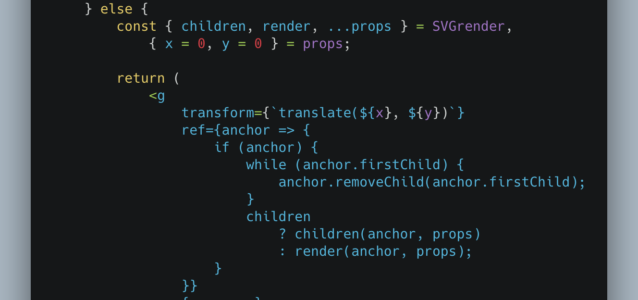 } else {
const { children, render, ...props } = SVGrender,
{ x = 0, y = 0 } = props;
return (
<g
transform={`translate(${x}, ${y})`}
ref={anchor => {
if (anchor) {
while (anchor.firstChild) {
anchor.removeChild(anchor.firstChild);
}
children
? children(anchor, props)
: render(anchor, props);
}
}}